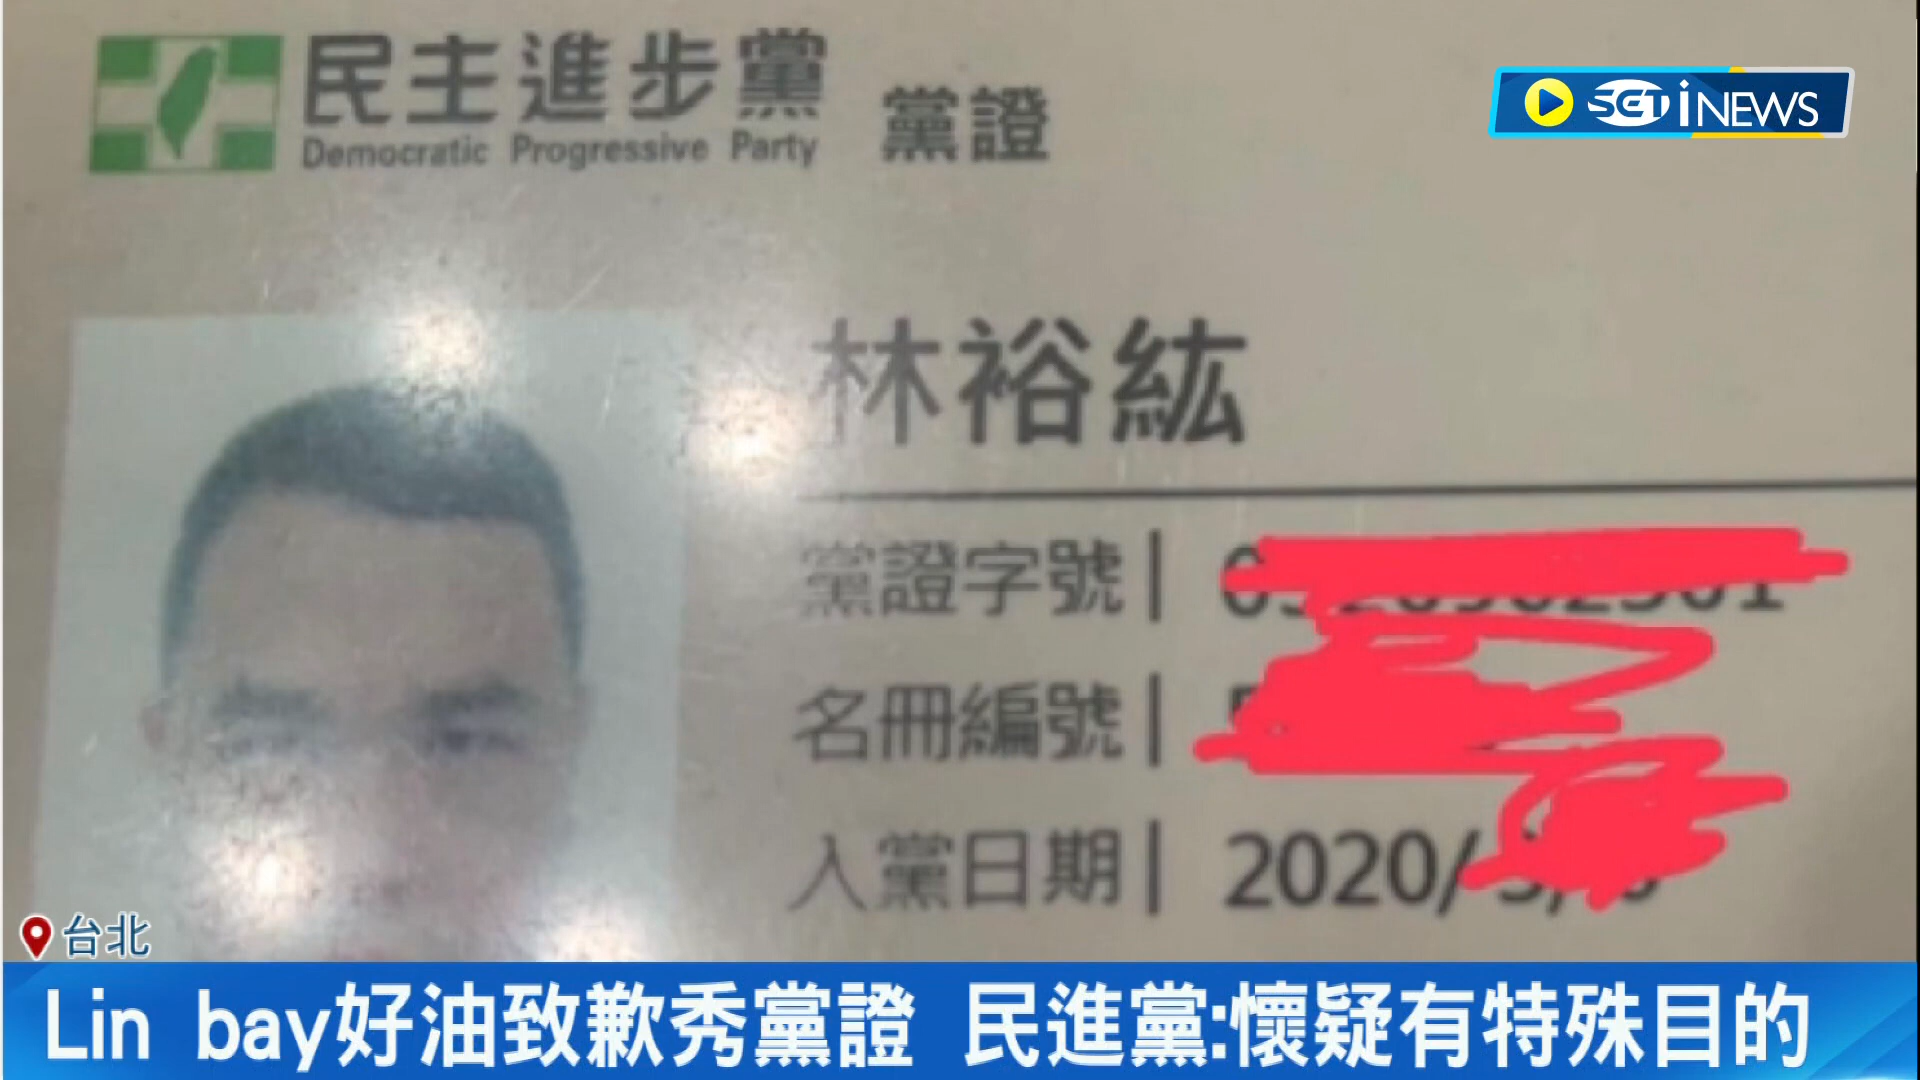 民主進步黨 黨證
Democratic Progressive Party
SET iNEWS
林裕紘
黨證字號|
名冊編號|
入黨日期| 2020/
台北
Lin bay好油致歉秀黨證 民進黨:懷疑有特殊目的